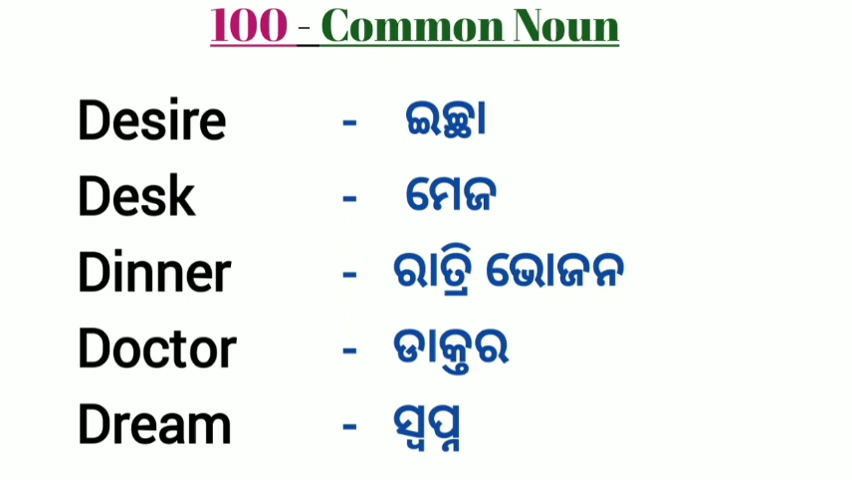 100 - Common Noun
Desire - ଇଚ୍ଛା
Desk - ମେଜ
Dinner - ରାତ୍ରି ଭୋଜନ
Doctor - ଡାକ୍ତର
Dream - ସ୍ୱପ୍ନ